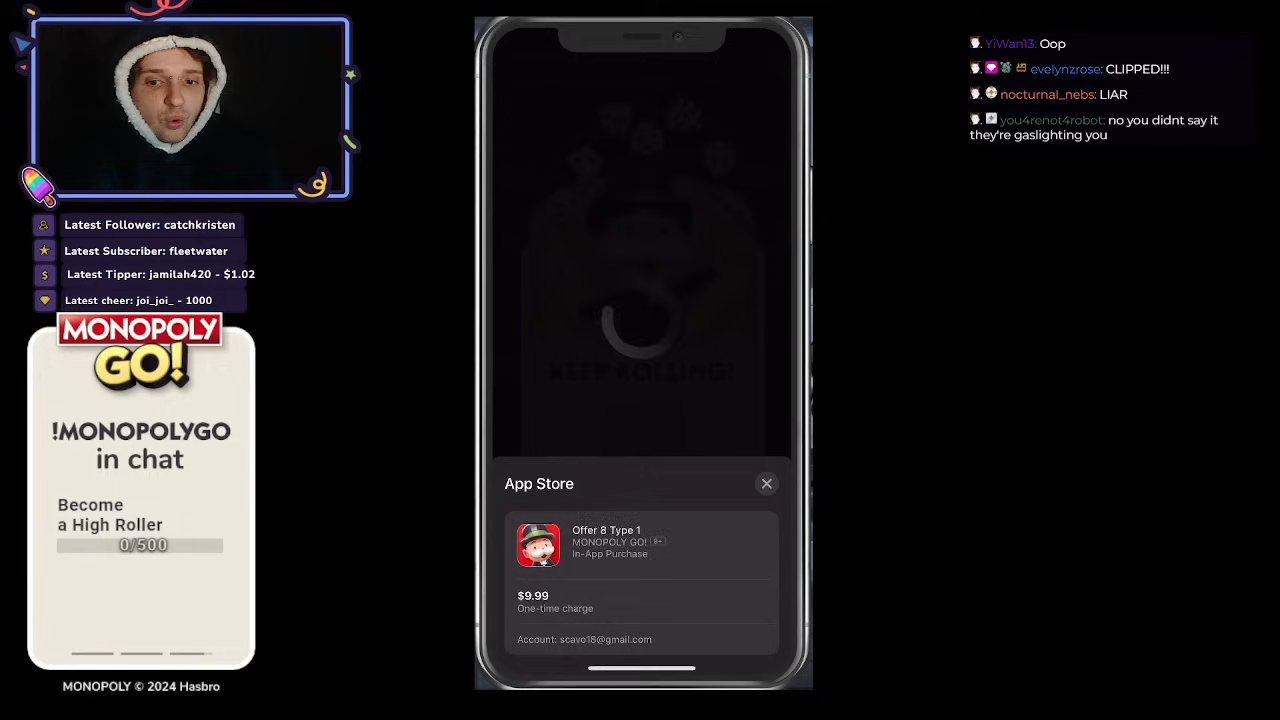 Latest Follower: catchkristen
Latest Subscriber: fleetwater
Latest Tipper: jamilah420 - $1.02
Latest cheer: joi_joi_ - 1000
MONOPOLY
GO!
!MONOPOLYGO
in chat
Become
a High Roller
0/500
MONOPOLY © 2024 Hasbro
KEEP ROLLING!
App Store
Offer 8 Type 1
MONOPOLY GO! 9+
In-App Purchase
$9.99
One-time charge
Account: scavo18@gmail.com
YiWan13: Oop
evelynzrose: CLIPPED!!!
nocturnal_nebs: LIAR
you4renot4robot: no you didnt say it
they're gaslighting you